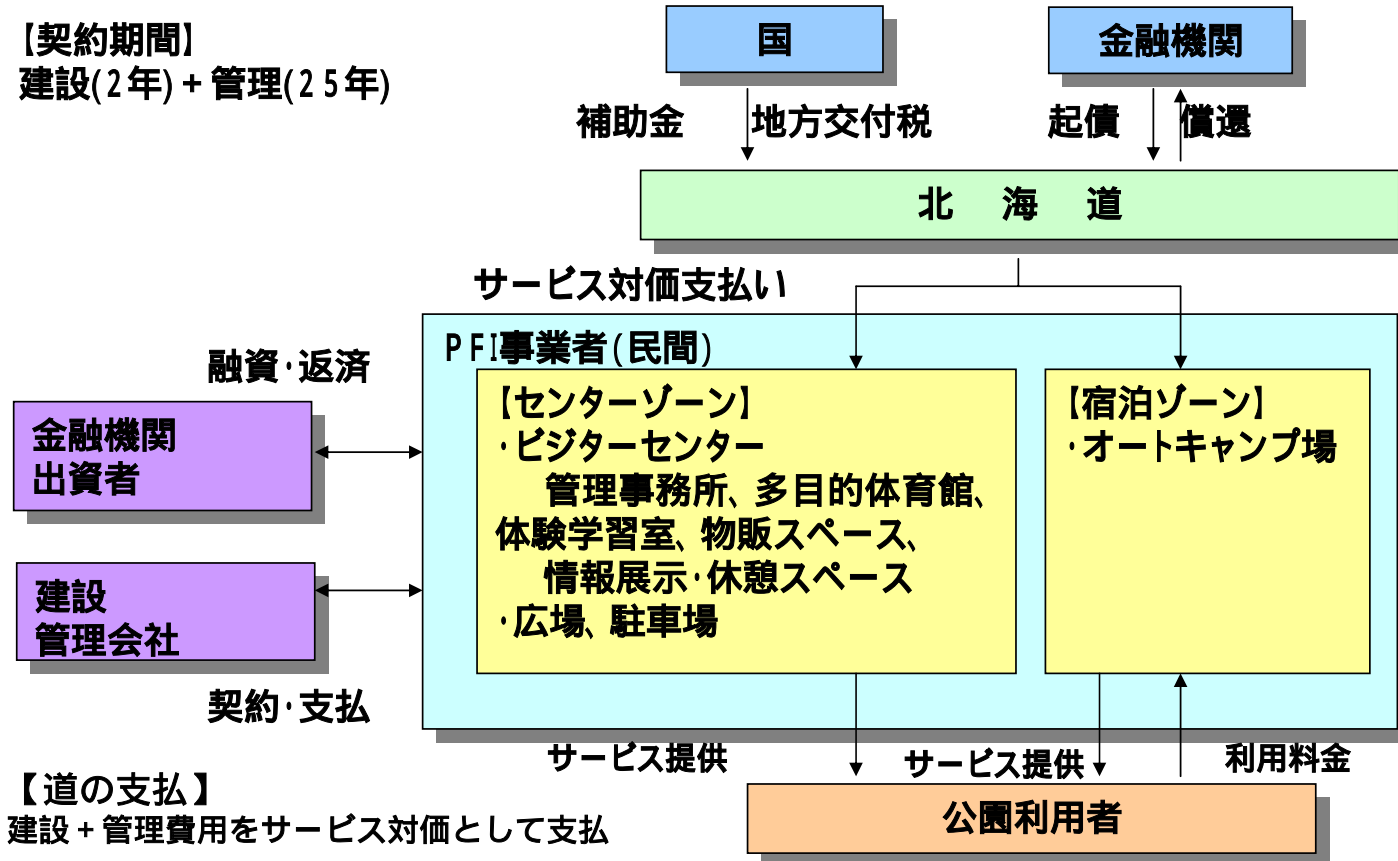 【契約期間】
建設(2年)+管理(25年)
国
金融機関
補助金
地方交付税
起債
償還
北 海 道
サービス対価支払い
PFI事業者(民間)
融資・返済
金融機関
出資者
建設
管理会社
契約・支払
【センターゾーン】
・ビジターセンター
管理事務所、多目的体育館、
体験学習室、物販スペース、
情報展示・休憩スペース
・広場、駐車場
【宿泊ゾーン】
・オートキャンプ場
サービス提供
サービス提供
利用料金
公園利用者
【道の支払】
建設+管理費用をサービス対価として支払